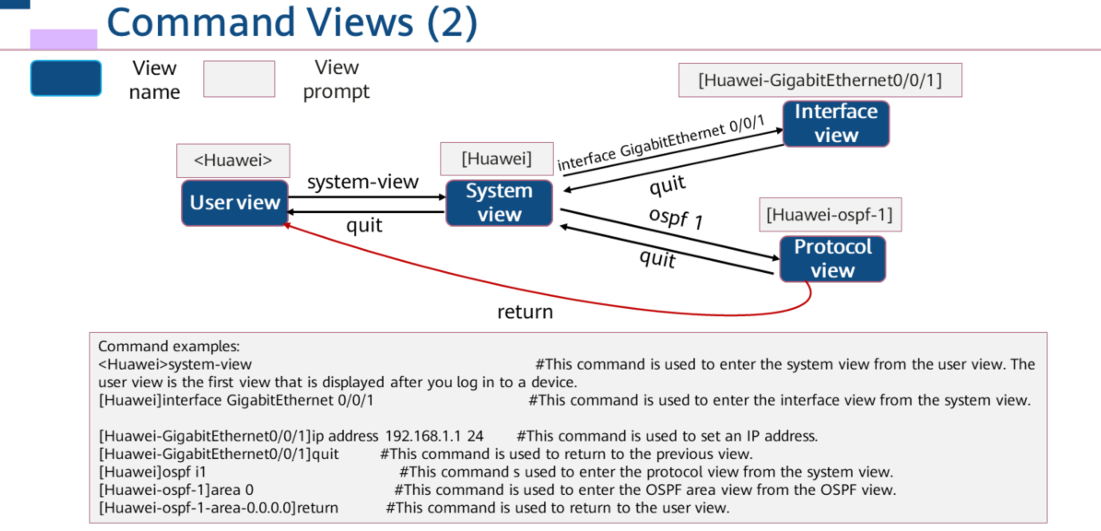 Command Views (2)
View name
View prompt
[Huawei-GigabitEthernet0/0/1]
Interface view
interface GigabitEthernet 0/0/1
quit
<Huawei>
User view
system-view
quit
[Huawei]
System view
ospf 1
quit
[Huawei-ospf-1]
Protocol view
return
Command examples:
<Huawei>system-view #This command is used to enter the system view from the user view. The
user view is the first view that is displayed after you log in to a device.
[Huawei]interface GigabitEthernet 0/0/1 #This command is used to enter the interface view from the system view.
[Huawei-GigabitEthernet0/0/1]ip address 192.168.1.1 24 #This command is used to set an IP address.
[Huawei-GigabitEthernet0/0/1]quit #This command is used to return to the previous view.
[Huawei]ospf i1 #This command s used to enter the protocol view from the system view.
[Huawei-ospf-1]area 0 #This command is used to enter the OSPF area view from the OSPF view.
[Huawei-ospf-1-area-0.0.0.0]return #This command is used to return to the user view.